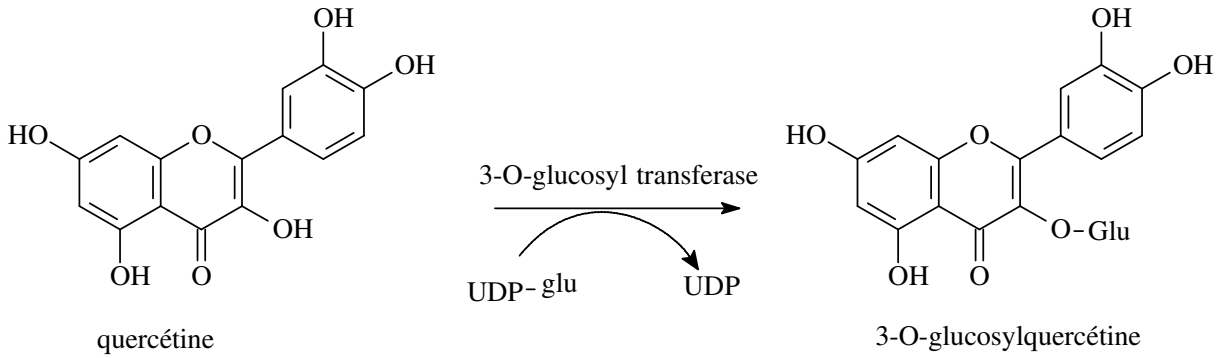 OH
OH
HO
O
OH
OH
O
quercétine
3-O-glucosyl transferase
UDP-glu
UDP
OH
OH
HO
O
O-Glu
OH
O
3-O-glucosylquercétine